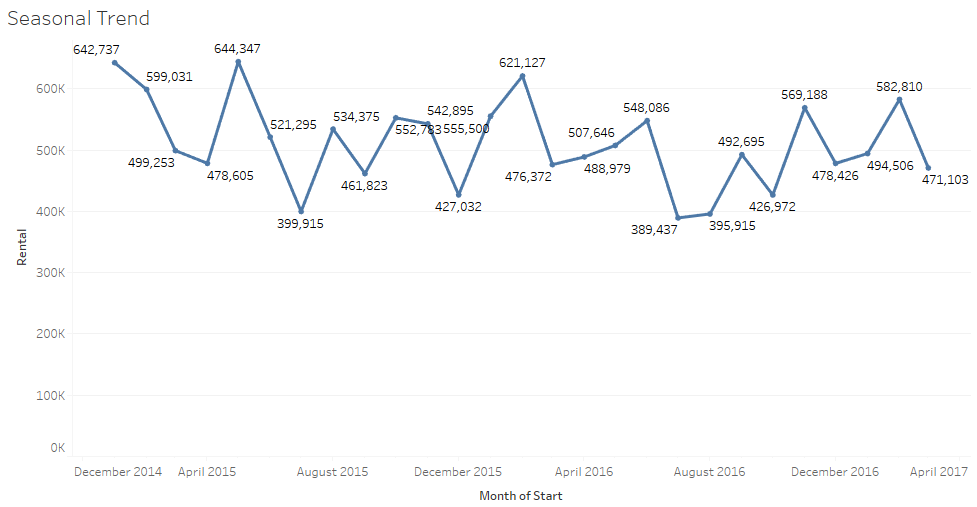 Seasonal Trend
642,737
644,347
599,031
621,127
600K
582,810
569,188
548,086
542,895
534,375
521,295
552,783
555,500
507,646
500K
499,253
492,695
478,605
461,823
476,372
488,979
478,426
494,506
471,103
400K
427,032
426,972
399,915
389,437
395,915
Rental
300K
200K
100K
0K
December 2014 April 2015 August 2015 December 2015 April 2016 August 2016 December 2016 April 2017
Month of Start